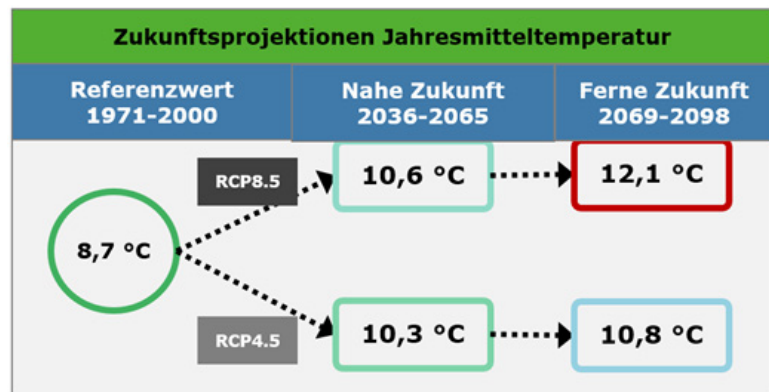 Zukunftsprojektionen Jahresmitteltemperatur
Referenzwert
1971-2000
Nahe Zukunft
2036-2065
Ferne Zukunft
2069-2098
RCP8.5
10,6 °C
12,1 °C
8,7 °C
RCP4.5
10,3 °C
10,8 °C